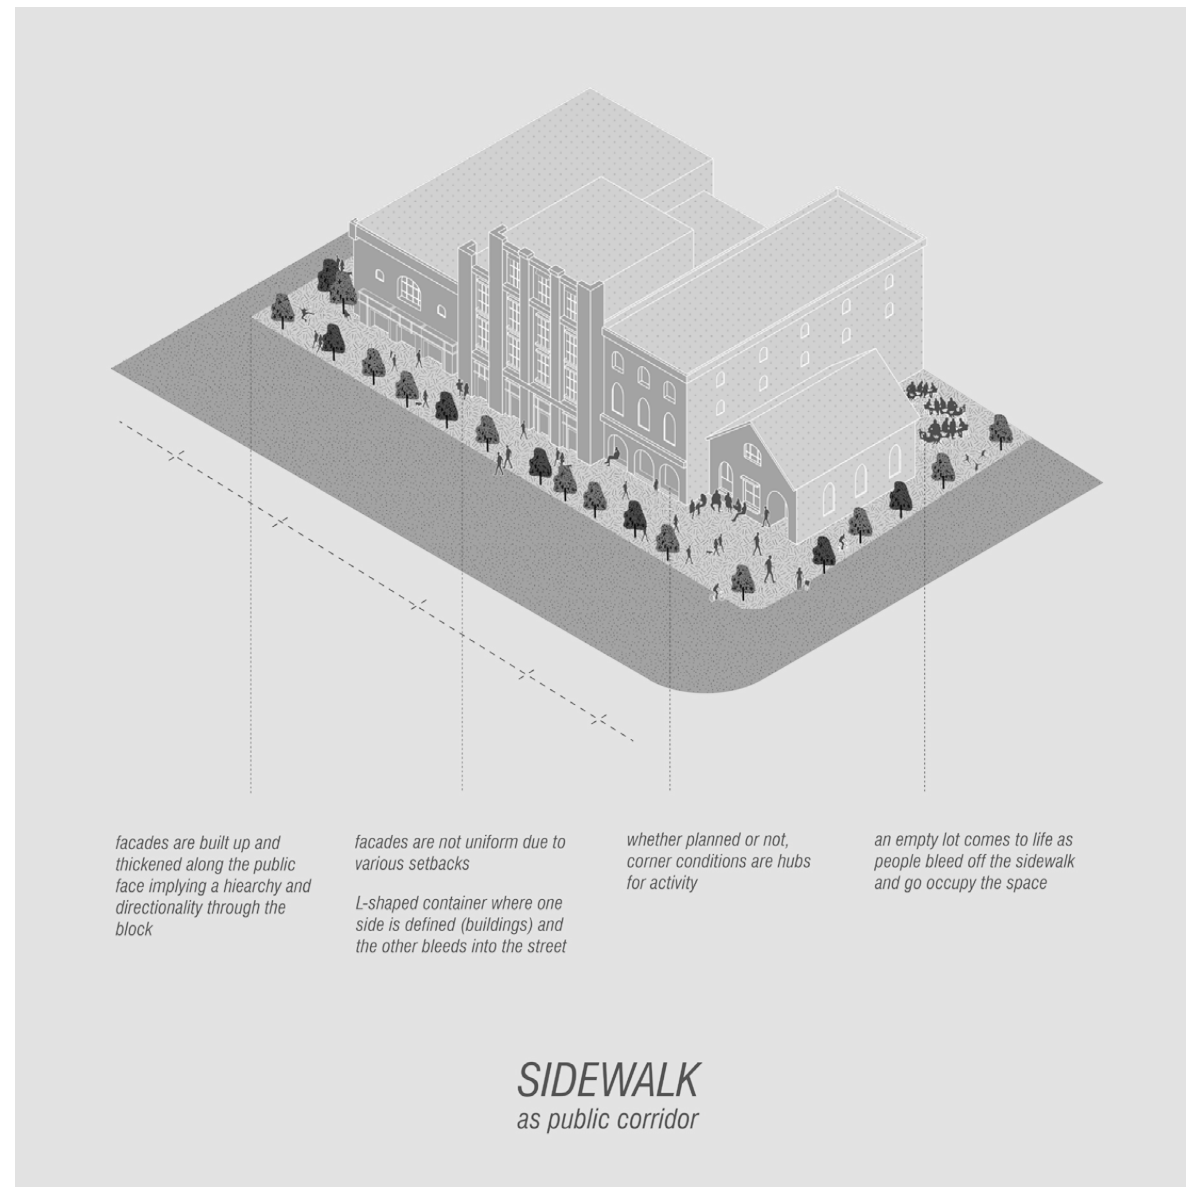 facades are built up and
thickened along the public
face implying a hiearchy and
directionality through the
block
facades are not uniform due to
various setbacks
L-shaped container where one
side is defined (buildings) and
the other bleeds into the street
whether planned or not,
corner conditions are hubs
for activity
an empty lot comes to life as
people bleed off the sidewalk
and go occupy the space
SIDEWALK
as public corridor